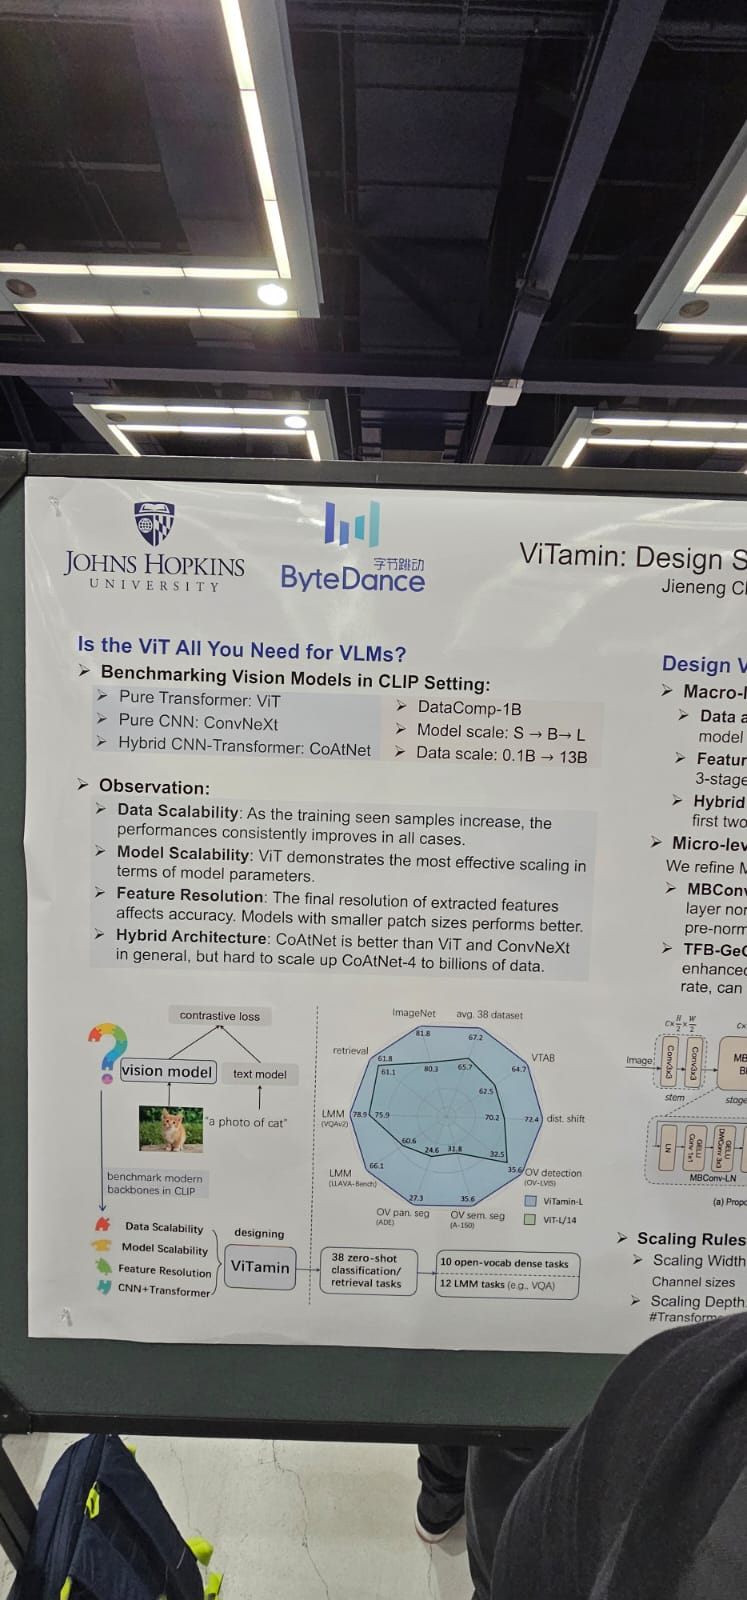 JOHNS HOPKINS
UNIVERSITY
字节跳动
ByteDance
ViTamin: Design S
Jieneng Cl
Is the ViT All You Need for VLMs?
➢ Benchmarking Vision Models in CLIP Setting:
➢ Pure Transformer: ViT
➢ Pure CNN: ConvNeXt
➢ Hybrid CNN-Transformer: CoAtNet
➢ DataComp-1B
➢ Model scale: S → B→ L
➢ Data scale: 0.1B → 13B
➢ Observation:
➢ Data Scalability: As the training seen samples increase, the
performances consistently improves in all cases.
➢ Model Scalability: ViT demonstrates the most effective scaling in
terms of model parameters.
➢ Feature Resolution: The final resolution of extracted features
affects accuracy. Models with smaller patch sizes performs better.
➢ Hybrid Architecture: CoAtNet is better than ViT and ConvNeXt
in general, but hard to scale up CoAtNet-4 to billions of data.
contrastive loss
?
vision model
text model
"a photo of cat"
benchmark modern
backbones in CLIP
Data Scalability
Model Scalability
Feature Resolution
CNN+Transformer
designing
ViTamin
38 zero-shot
classification/
retrieval tasks
10 open-vocab dense tasks
12 LMM tasks (e.g., VQA)
ImageNet
avg. 38 dataset
retrieval
VTAB
LMM
(VQAv2)
dist. shift
LMM
(LLAVA-Bench)
OV detection
(OV-LVIS)
OV pan. seg
(ADE)
OV sem. seg
(A-150)
81.8
67.2
61.8
61.1
80.3
65.7
64.7
62.5
78.9
75.9
70.2
72.4
60.6
24.6
31.8
32.5
66.1
35.6
27.3
35.6
ViTamin-L
ViT-L/14
Design V
➢ Macro-l
➢ Data a
model
➢ Featur
3-stage
➢ Hybrid
first two
➢ Micro-lev
We refine M
➢ MBConv
layer nor
pre-norm
➢ TFB-GeG
enhanced
rate, can
Image
Conv3x3
Conv3x3
stem
stage
MB
LN
Conv 1x1
GELU
DWConv 3x3
GELU
MBConv-LN
(a) Propo
➢ Scaling Rules
➢ Scaling Width
Channel sizes
➢ Scaling Depth.
#Transform